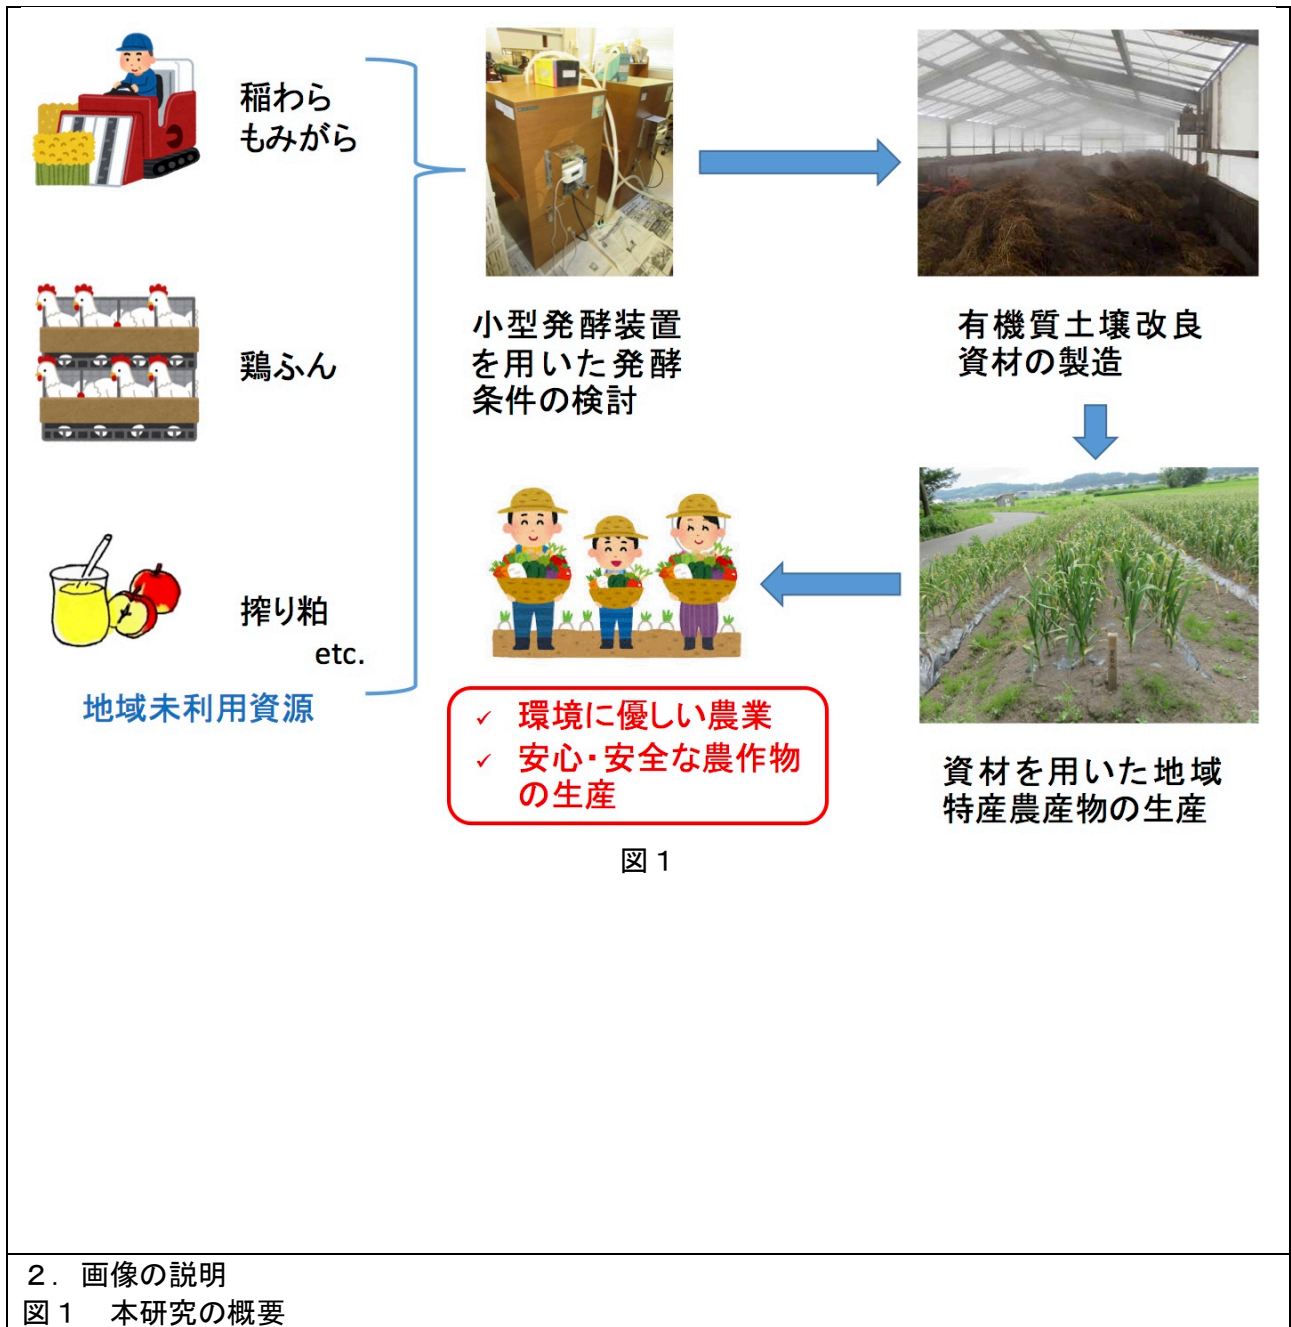 稲わら
もみがら
鶏ふん
搾り粕
etc.
地域未利用資源
小型発酵装置
を用いた発酵
条件の検討
有機質土壌改良
資材の製造
資材を用いた地域
特産農産物の生産
✓ 環境に優しい農業
✓ 安心・安全な農作物
の生産
図１
２．画像の説明
図１　本研究の概要